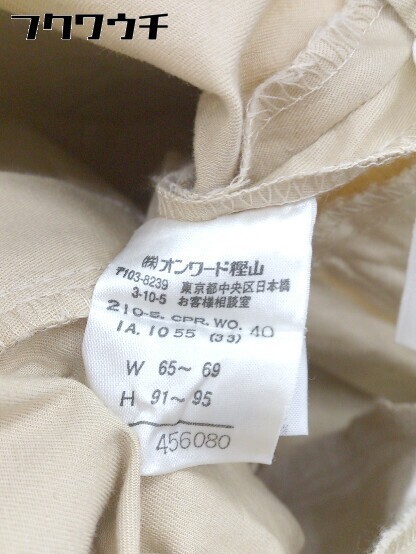 フクワウチ
(株)オンワード樫山
〒103-8239 東京都中央区日本橋
3-10-5 お客様相談室
210-5. CPR. WO. 40
1A. 1055 (33)
W 65～69
H 91～95
456080